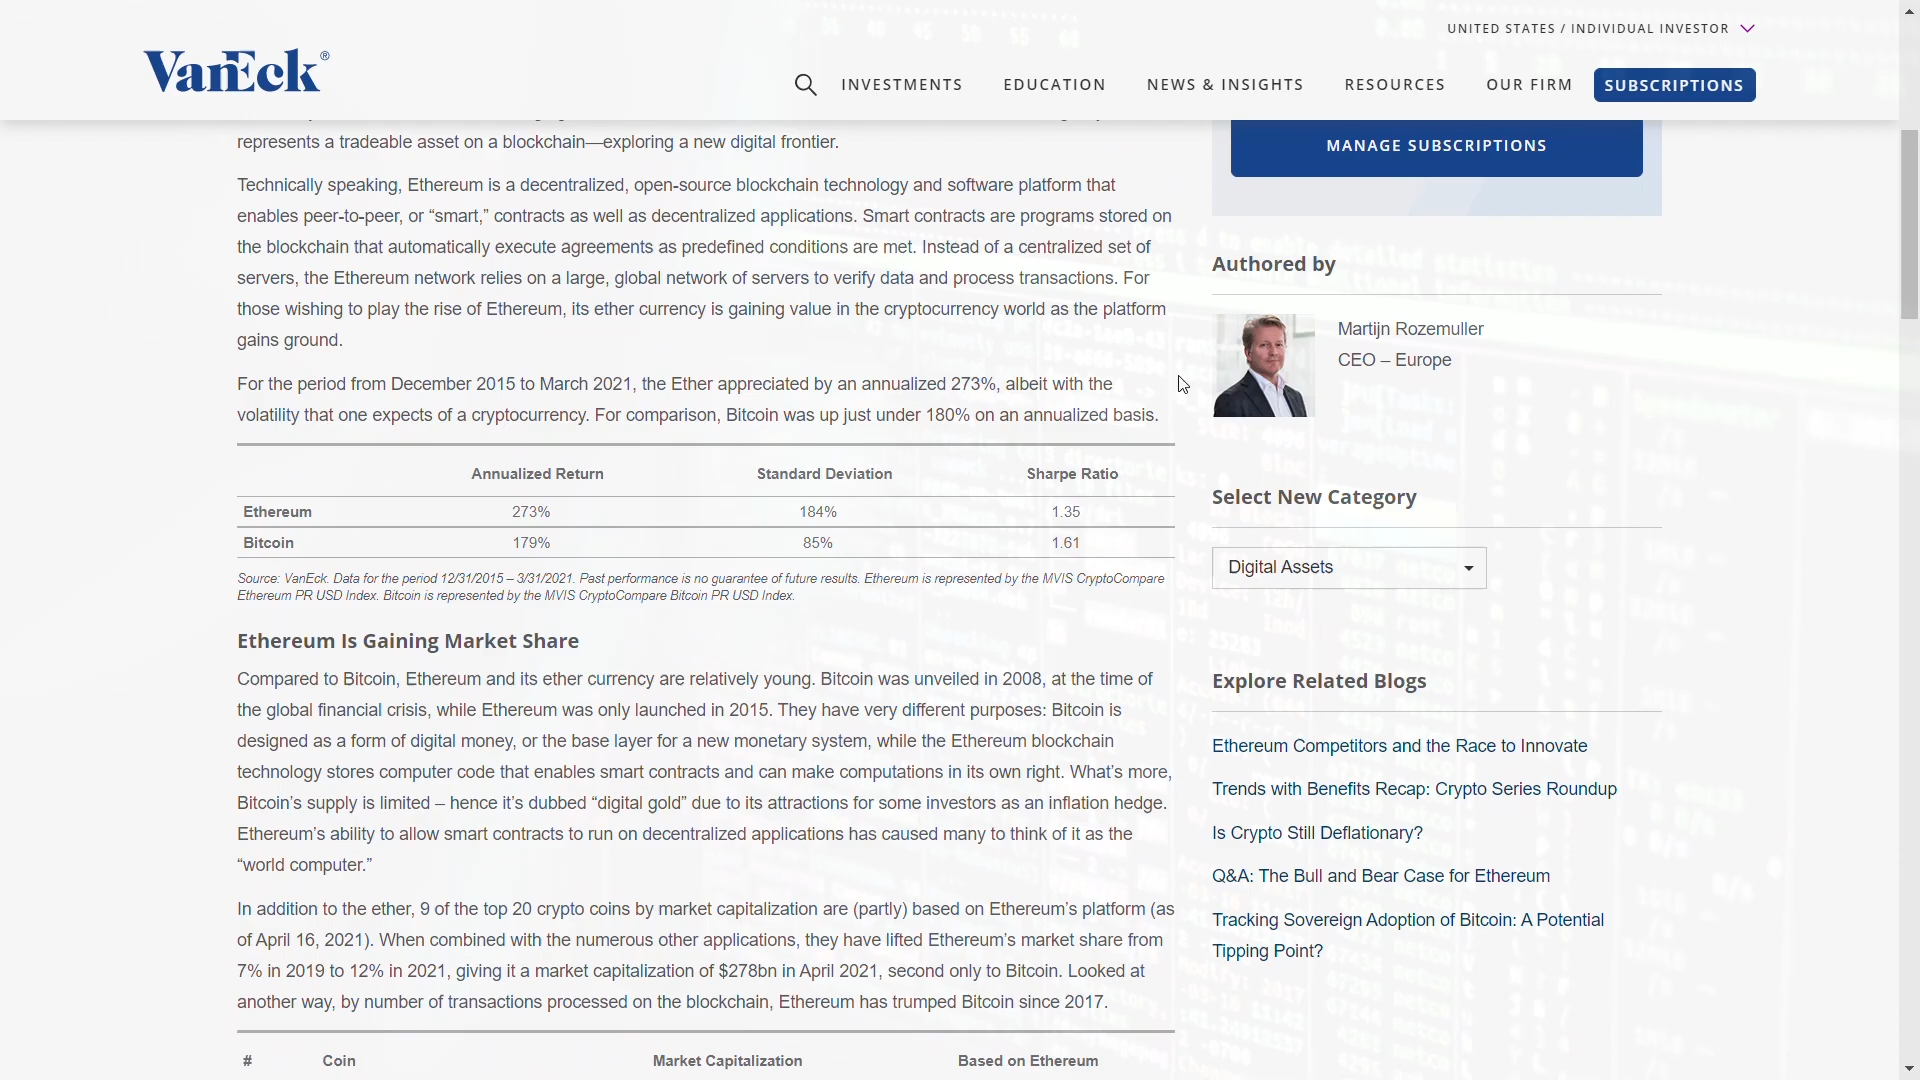 UNITED STATES / INDIVIDUAL INVESTOR
VanEck®
INVESTMENTS EDUCATION NEWS & INSIGHTS RESOURCES OUR FIRM SUBSCRIPTIONS
represents a tradeable asset on a blockchain—exploring a new digital frontier.
Technically speaking, Ethereum is a decentralized, open-source blockchain technology and software platform that
enables peer-to-peer, or “smart,” contracts as well as decentralized applications. Smart contracts are programs stored on
the blockchain that automatically execute agreements as predefined conditions are met. Instead of a centralized set of
servers, the Ethereum network relies on a large, global network of servers to verify data and process transactions. For
those wishing to play the rise of Ethereum, its ether currency is gaining value in the cryptocurrency world as the platform
gains ground.
For the period from December 2015 to March 2021, the Ether appreciated by an annualized 273%, albeit with the
volatility that one expects of a cryptocurrency. For comparison, Bitcoin was up just under 180% on an annualized basis.
Annualized Return Standard Deviation Sharpe Ratio
Ethereum 273% 184% 1.35
Bitcoin 179% 85% 1.61
Source: VanEck. Data for the period 12/31/2015 – 3/31/2021. Past performance is no guarantee of future results. Ethereum is represented by the MVIS CryptoCompare
Ethereum PR USD Index. Bitcoin is represented by the MVIS CryptoCompare Bitcoin PR USD Index.
Ethereum Is Gaining Market Share
Compared to Bitcoin, Ethereum and its ether currency are relatively young. Bitcoin was unveiled in 2008, at the time of
the global financial crisis, while Ethereum was only launched in 2015. They have very different purposes: Bitcoin is
designed as a form of digital money, or the base layer for a new monetary system, while the Ethereum blockchain
technology stores computer code that enables smart contracts and can make computations in its own right. What’s more,
Bitcoin’s supply is limited – hence it’s dubbed “digital gold” due to its attractions for some investors as an inflation hedge.
Ethereum’s ability to allow smart contracts to run on decentralized applications has caused many to think of it as the
“world computer.”
In addition to the ether, 9 of the top 20 crypto coins by market capitalization are (partly) based on Ethereum’s platform (as
of April 16, 2021). When combined with the numerous other applications, they have lifted Ethereum’s market share from
7% in 2019 to 12% in 2021, giving it a market capitalization of $278bn in April 2021, second only to Bitcoin. Looked at
another way, by number of transactions processed on the blockchain, Ethereum has trumped Bitcoin since 2017.
# Coin Market Capitalization Based on Ethereum
MANAGE SUBSCRIPTIONS
Authored by
Martijn Rozemuller
CEO – Europe
Select New Category
Digital Assets
Explore Related Blogs
Ethereum Competitors and the Race to Innovate
Trends with Benefits Recap: Crypto Series Roundup
Is Crypto Still Deflationary?
Q&A: The Bull and Bear Case for Ethereum
Tracking Sovereign Adoption of Bitcoin: A Potential
Tipping Point?